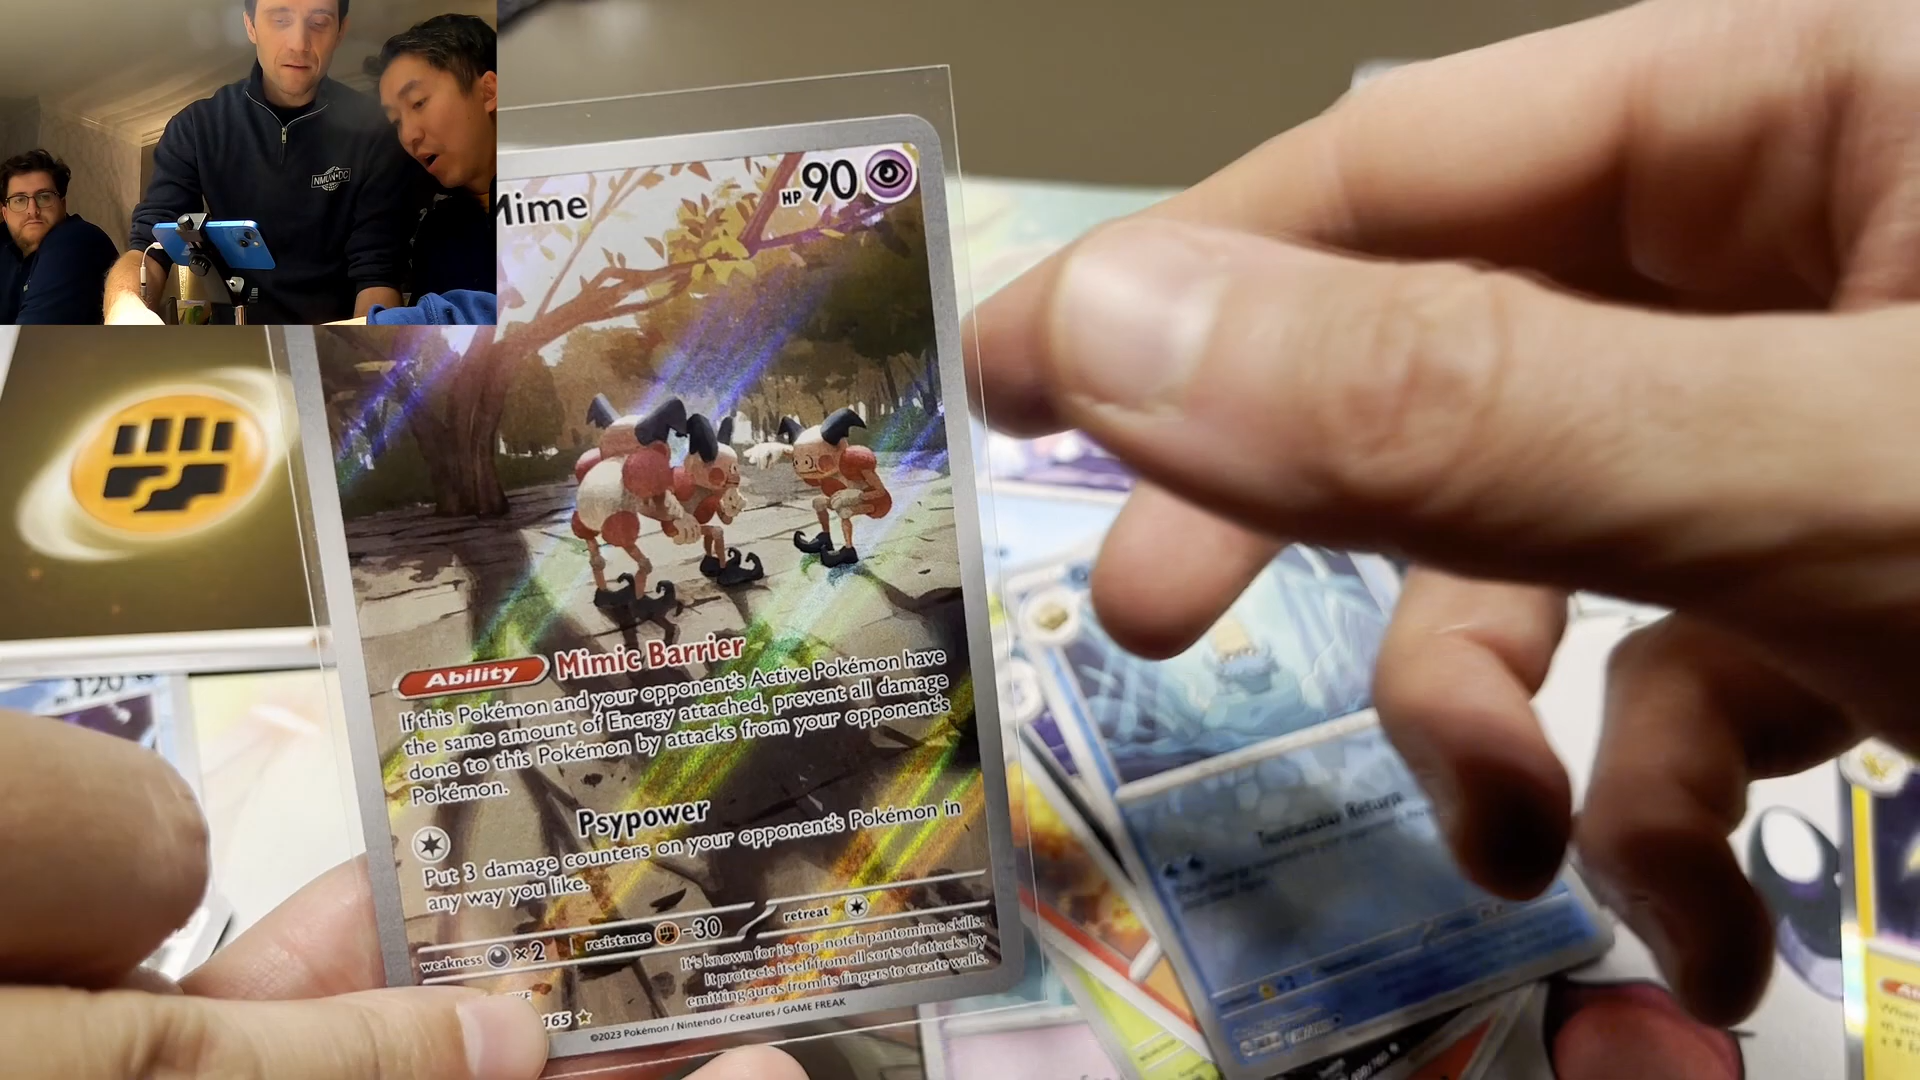 Mime
HP 90
Ability Mimic Barrier
If this Pokémon and your opponent's Active Pokémon have
the same amount of Energy attached, prevent all damage
done to this Pokémon by attacks from your opponent's
Pokémon.
Psypower
Put 3 damage counters on your opponent's Pokémon in
any way you like.
weakness ×2 resistance -30 retreat
It's known for its top-notch pantomime skills.
It protects itself from all sorts of attacks by
emitting auras from its fingers to create walls.
165
©2023 Pokémon / Nintendo / Creatures / GAME FREAK
120